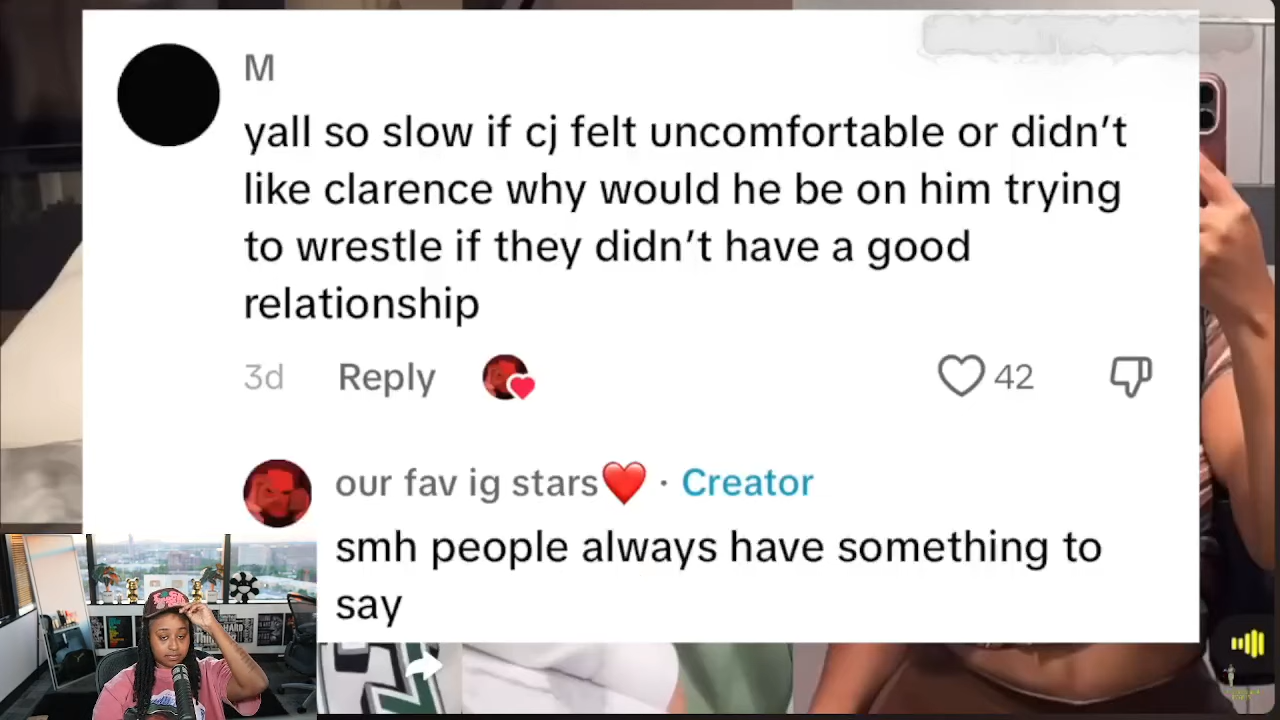 M
yall so slow if cj felt uncomfortable or didn't
like clarence why would he be on him trying
to wrestle if they didn't have a good
relationship
3d Reply 42
our fav ig stars❤️ · Creator
smh people always have something to
say